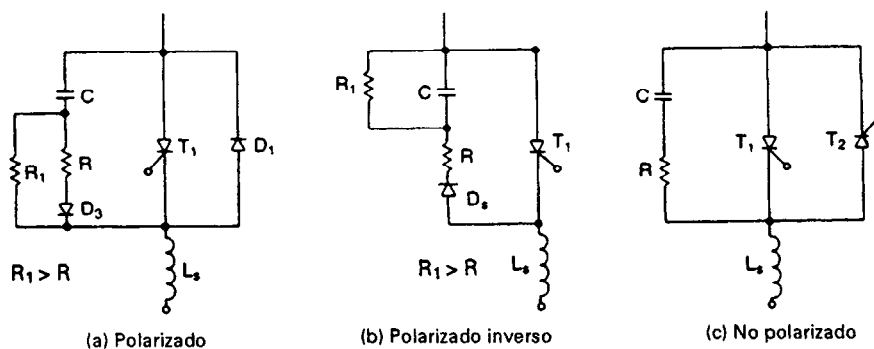 C
R₁
R
D₃
T₁
D₁
R₁ > R
Lₛ
(a) Polarizado
R₁
C
R
Dₛ
T₁
R₁ > R
Lₛ
(b) Polarizado inverso
C
R
T₁
T₂
Lₛ
(c) No polarizado